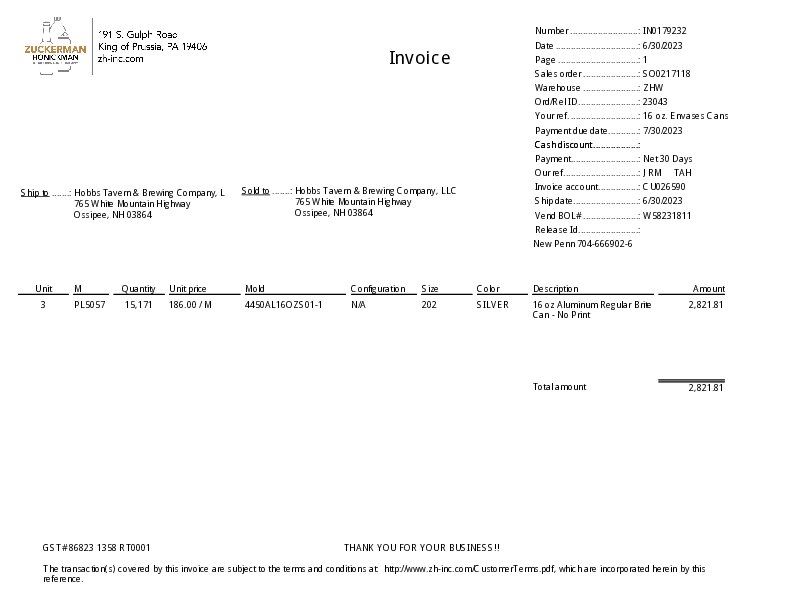 ZUCKERMAN
HONICKMAN
191 S. Gulph Road
King of Prussia, PA 19406
zh-inc.com
Invoice
Number..........................: IN0179232
Date ...............................: 6/30/2023
Page ...............................: 1
Sales order ......................: SO0217118
Warehouse .....................: ZHW
Ord/Rel ID.......................: 23043
Your ref...........................: 16 oz. Envases Cans
Payment due date............: 7/30/2023
Cash discount..................:
Payment..........................: Net 30 Days
Our ref.............................: JRM TAH
Invoice account................: CU026590
Ship date.........................: 6/30/2023
Vend BOL#......................: W58231811
Release Id........................:
New Penn 704-666902-6
Ship to .......: Hobbs Tavern & Brewing Company, L
765 White Mountain Highway
Ossipee, NH 03864
Sold to ........: Hobbs Tavern & Brewing Company, LLC
765 White Mountain Highway
Ossipee, NH 03864
Unit M Quantity Unit price Mold Configuration Size Color Description Amount
3 PL5057 15,171 186.00 / M 4450AL16OZS01-1 N/A 202 SILVER 16 oz Aluminum Regular Brite 2,821.81
Can - No Print
Total amount 2,821.81
GST # 86823 1358 RT0001 THANK YOU FOR YOUR BUSINESS !!
The transaction(s) covered by this invoice are subject to the terms and conditions at: http://www.zh-inc.com/CustomerTerms.pdf, which are incorporated herein by this
reference.